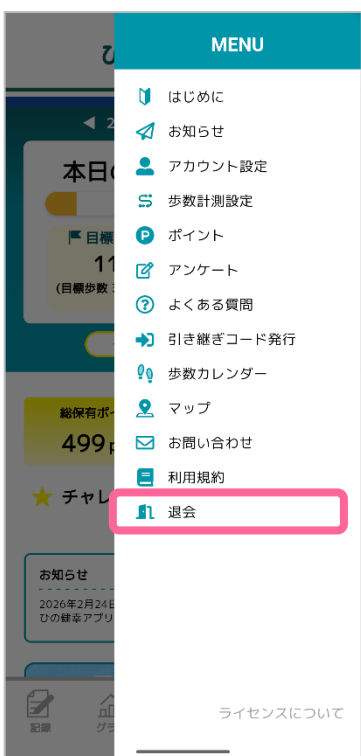 MENU
はじめに
お知らせ
アカウント設定
歩数計測設定
P ポイント
アンケート
? よくある質問
引き継ぎコード発行
歩数カレンダー
マップ
お問い合わせ
利用規約
退会
ライセンスについて
ひ
◀ 2
本日の
目標
11
(目標歩数
総保有ポイ
499p
チャレ
お知らせ
2026年2月24日
ひの健幸アプリ
記録
グラ